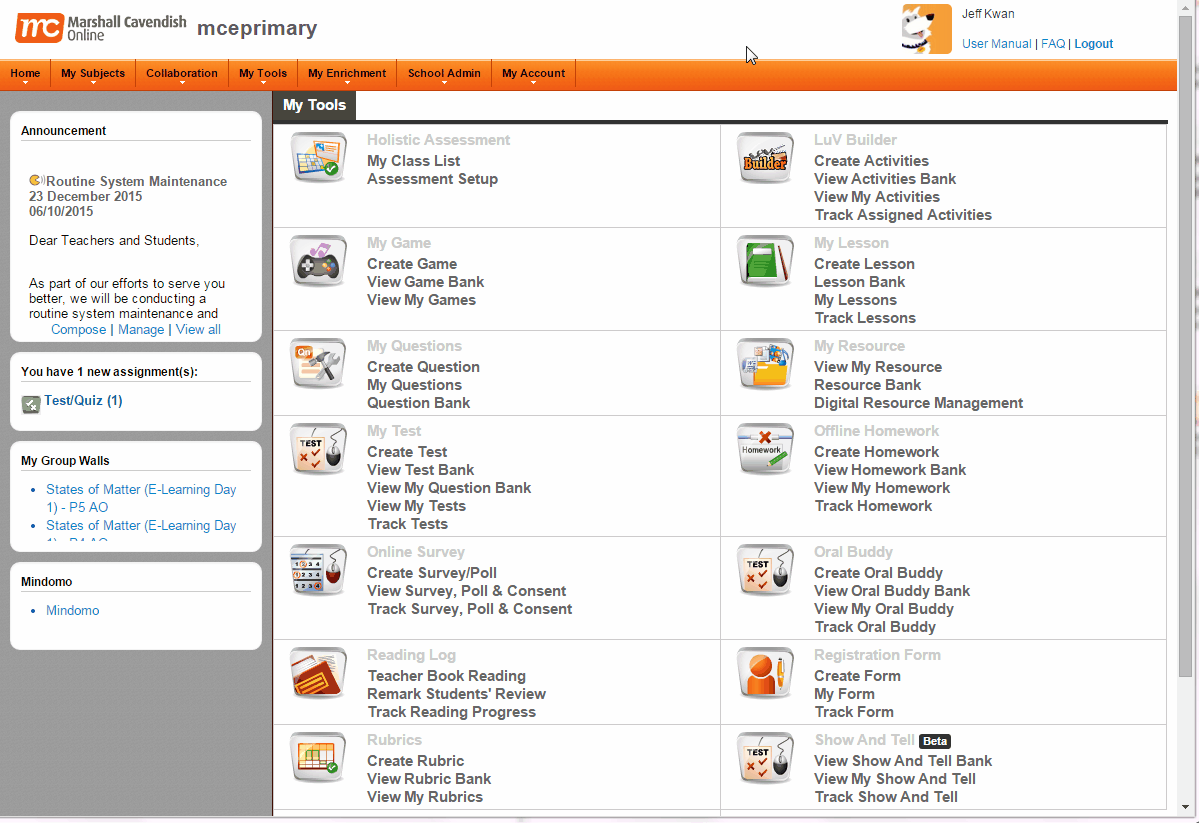 mc Marshall Cavendish Online mceprimary
Jeff Kwan
User Manual | FAQ | Logout
Home My Subjects Collaboration My Tools My Enrichment School Admin My Account
Announcement
Routine System Maintenance
23 December 2015
06/10/2015
Dear Teachers and Students,
As part of our efforts to serve you
better, we will be conducting a
routine system maintenance and
Compose | Manage | View all
You have 1 new assignment(s):
Test/Quiz (1)
My Group Walls
States of Matter (E-Learning Day
1) - P5 AO
States of Matter (E-Learning Day
1) - P4 AO
Mindomo
Mindomo
My Tools
Holistic Assessment
My Class List
Assessment Setup
Builder
LuV Builder
Create Activities
View Activities Bank
View My Activities
Track Assigned Activities
My Game
Create Game
View Game Bank
View My Games
My Lesson
Create Lesson
Lesson Bank
My Lessons
Track Lessons
Qn
My Questions
Create Question
My Questions
Question Bank
My Resource
View My Resource
Resource Bank
Digital Resource Management
TEST
My Test
Create Test
View Test Bank
View My Question Bank
View My Tests
Track Tests
Homework
Offline Homework
Create Homework
View Homework Bank
View My Homework
Track Homework
Online Survey
Create Survey/Poll
View Survey, Poll & Consent
Track Survey, Poll & Consent
TEST
Oral Buddy
Create Oral Buddy
View Oral Buddy Bank
View My Oral Buddy
Track Oral Buddy
Reading Log
Teacher Book Reading
Remark Students' Review
Track Reading Progress
Registration Form
Create Form
My Form
Track Form
Rubrics
Create Rubric
View Rubric Bank
View My Rubrics
TEST
Show And Tell Beta
View Show And Tell Bank
View My Show And Tell
Track Show And Tell